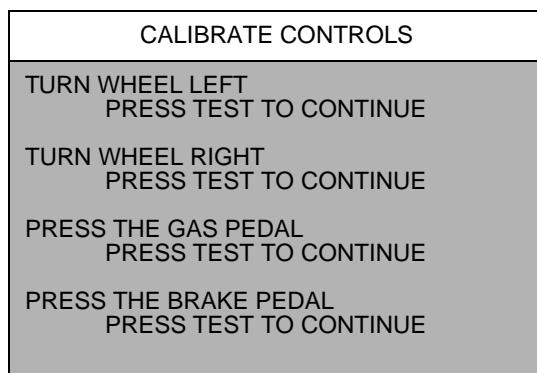 CALIBRATE CONTROLS
TURN WHEEL LEFT
PRESS TEST TO CONTINUE
TURN WHEEL RIGHT
PRESS TEST TO CONTINUE
PRESS THE GAS PEDAL
PRESS TEST TO CONTINUE
PRESS THE BRAKE PEDAL
PRESS TEST TO CONTINUE